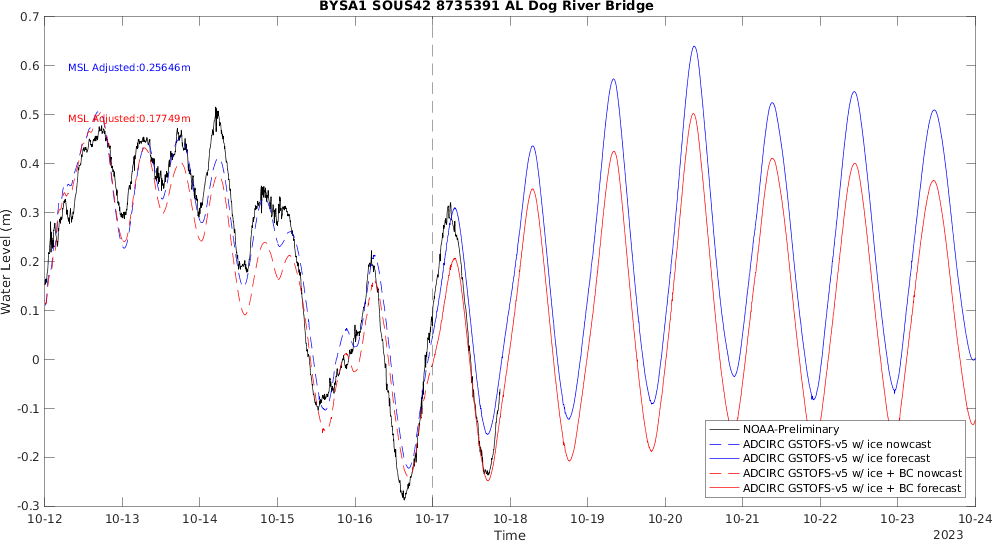 BYSA1 SOUS42 8735391 AL Dog River Bridge
0.7
0.6
0.5
0.4
0.3
0.2
0.1
0
-0.1
-0.2
-0.3
Water Level (m)
MSL Adjusted:0.25646m
MSL Adjusted:0.17749m
NOAA-Preliminary
ADCIRC GSTOFS-v5 w/ ice nowcast
ADCIRC GSTOFS-v5 w/ ice forecast
ADCIRC GSTOFS-v5 w/ ice + BC nowcast
ADCIRC GSTOFS-v5 w/ ice + BC forecast
10-12 10-13 10-14 10-15 10-16 10-17 10-18 10-19 10-20 10-21 10-22 10-23 10-24
Time
2023